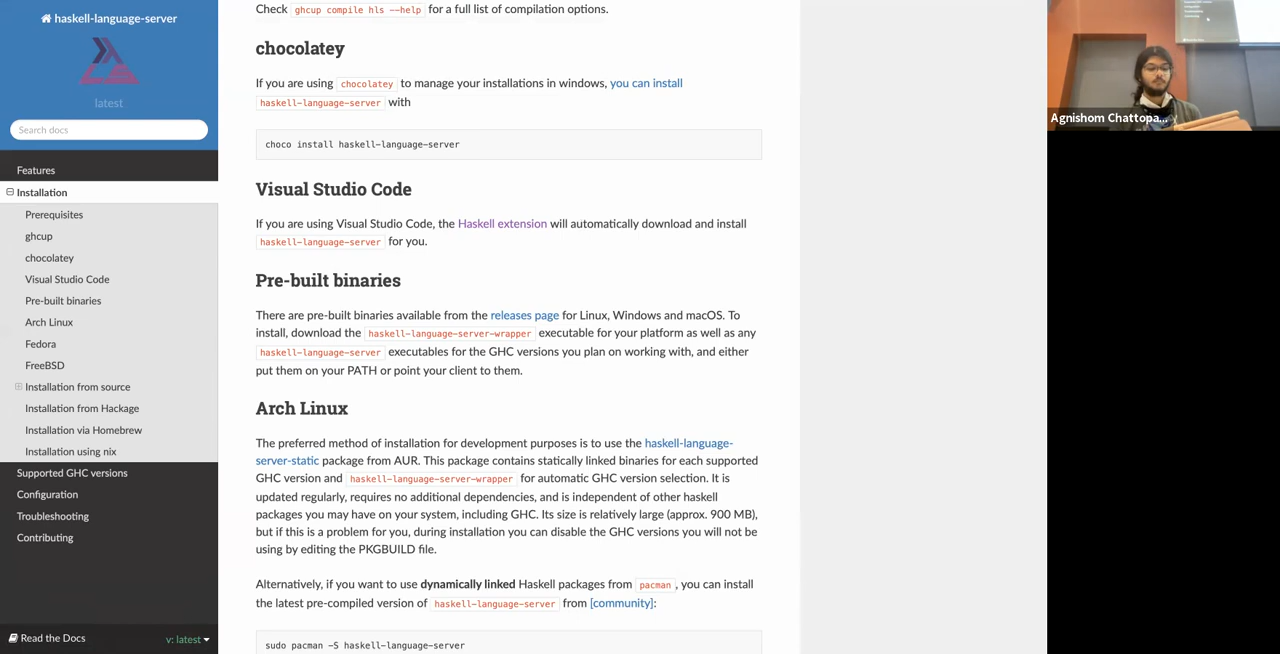 haskell-language-server
latest
Search docs
Features
Installation
Prerequisites
ghcup
chocolatey
Visual Studio Code
Pre-built binaries
Arch Linux
Fedora
FreeBSD
Installation from source
Installation from Hackage
Installation via Homebrew
Installation using nix
Supported GHC versions
Configuration
Troubleshooting
Contributing
Read the Docs
v: latest
Check ghcup compile hls --help for a full list of compilation options.
chocolatey
If you are using chocolatey to manage your installations in windows, you can install
haskell-language-server with
choco install haskell-language-server
Visual Studio Code
If you are using Visual Studio Code, the Haskell extension will automatically download and install
haskell-language-server for you.
Pre-built binaries
There are pre-built binaries available from the releases page for Linux, Windows and macOS. To
install, download the haskell-language-server-wrapper executable for your platform as well as any
haskell-language-server executables for the GHC versions you plan on working with, and either
put them on your PATH or point your client to them.
Arch Linux
The preferred method of installation for development purposes is to use the haskell-language-
server-static package from AUR. This package contains statically linked binaries for each supported
GHC version and haskell-language-server-wrapper for automatic GHC version selection. It is
updated regularly, requires no additional dependencies, and is independent of other haskell
packages you may have on your system, including GHC. Its size is relatively large (approx. 900 MB),
but if this is a problem for you, during installation you can disable the GHC versions you will not be
using by editing the PKGBUILD file.
Alternatively, if you want to use dynamically linked Haskell packages from pacman, you can install
the latest pre-compiled version of haskell-language-server from [community]:
sudo pacman -S haskell-language-server
Agnishom Chattopa...